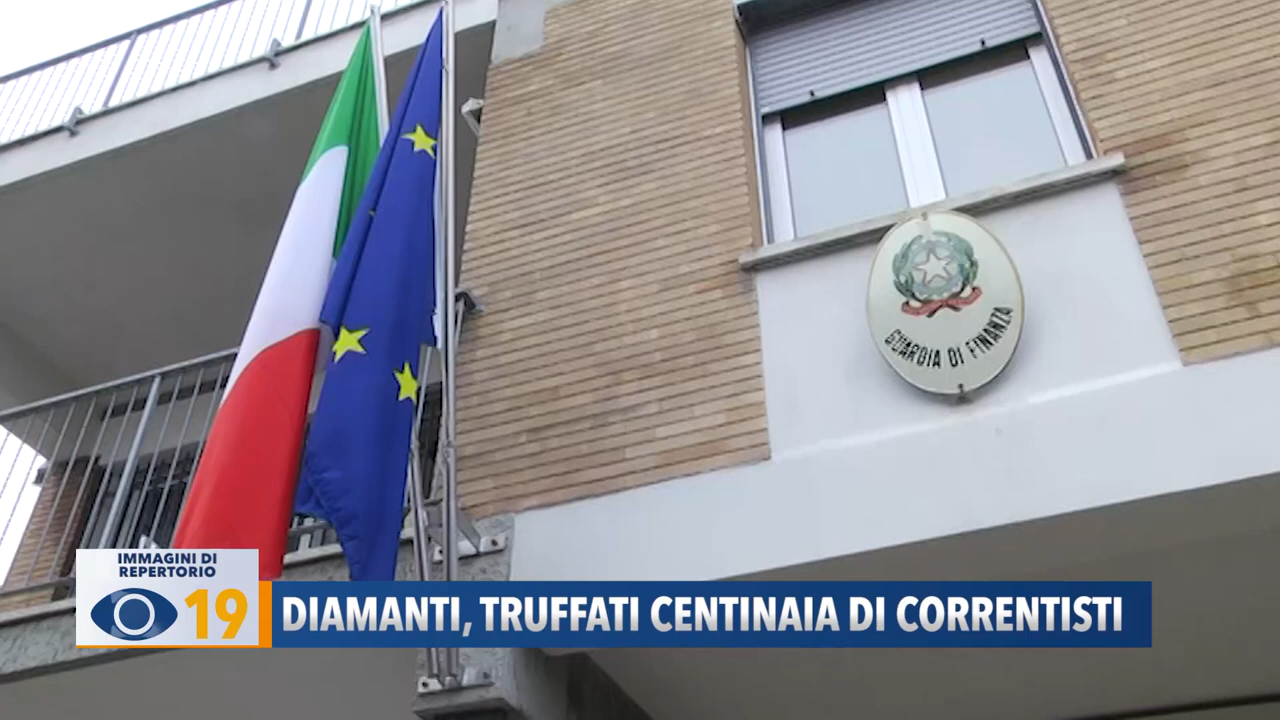 GUARDIA DI FINANZA
IMMAGINI DI
REPERTORIO
19
DIAMANTI, TRUFFATI CENTINAIA DI CORRENTISTI